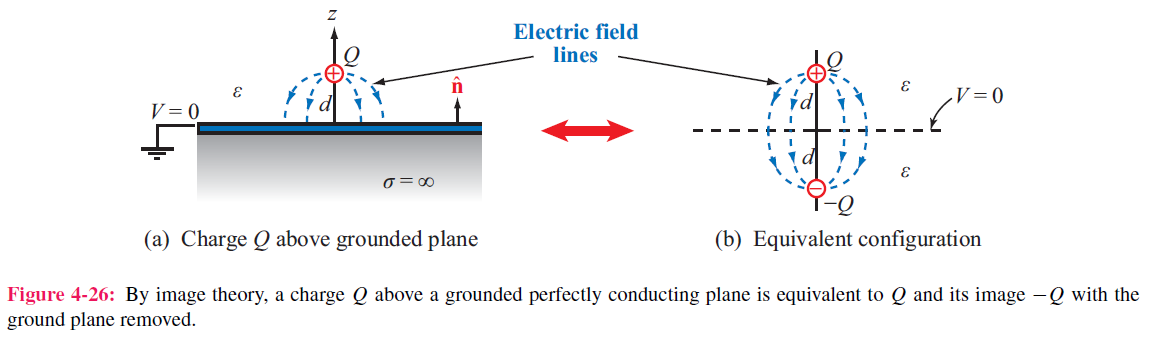 z
Q
Electric field
lines
ε
d
n̂
V = 0
σ = ∞
(a) Charge Q above grounded plane
Q
ε
V = 0
d
d
ε
−Q
(b) Equivalent configuration
Figure 4-26: By image theory, a charge Q above a grounded perfectly conducting plane is equivalent to Q and its image −Q with the
ground plane removed.